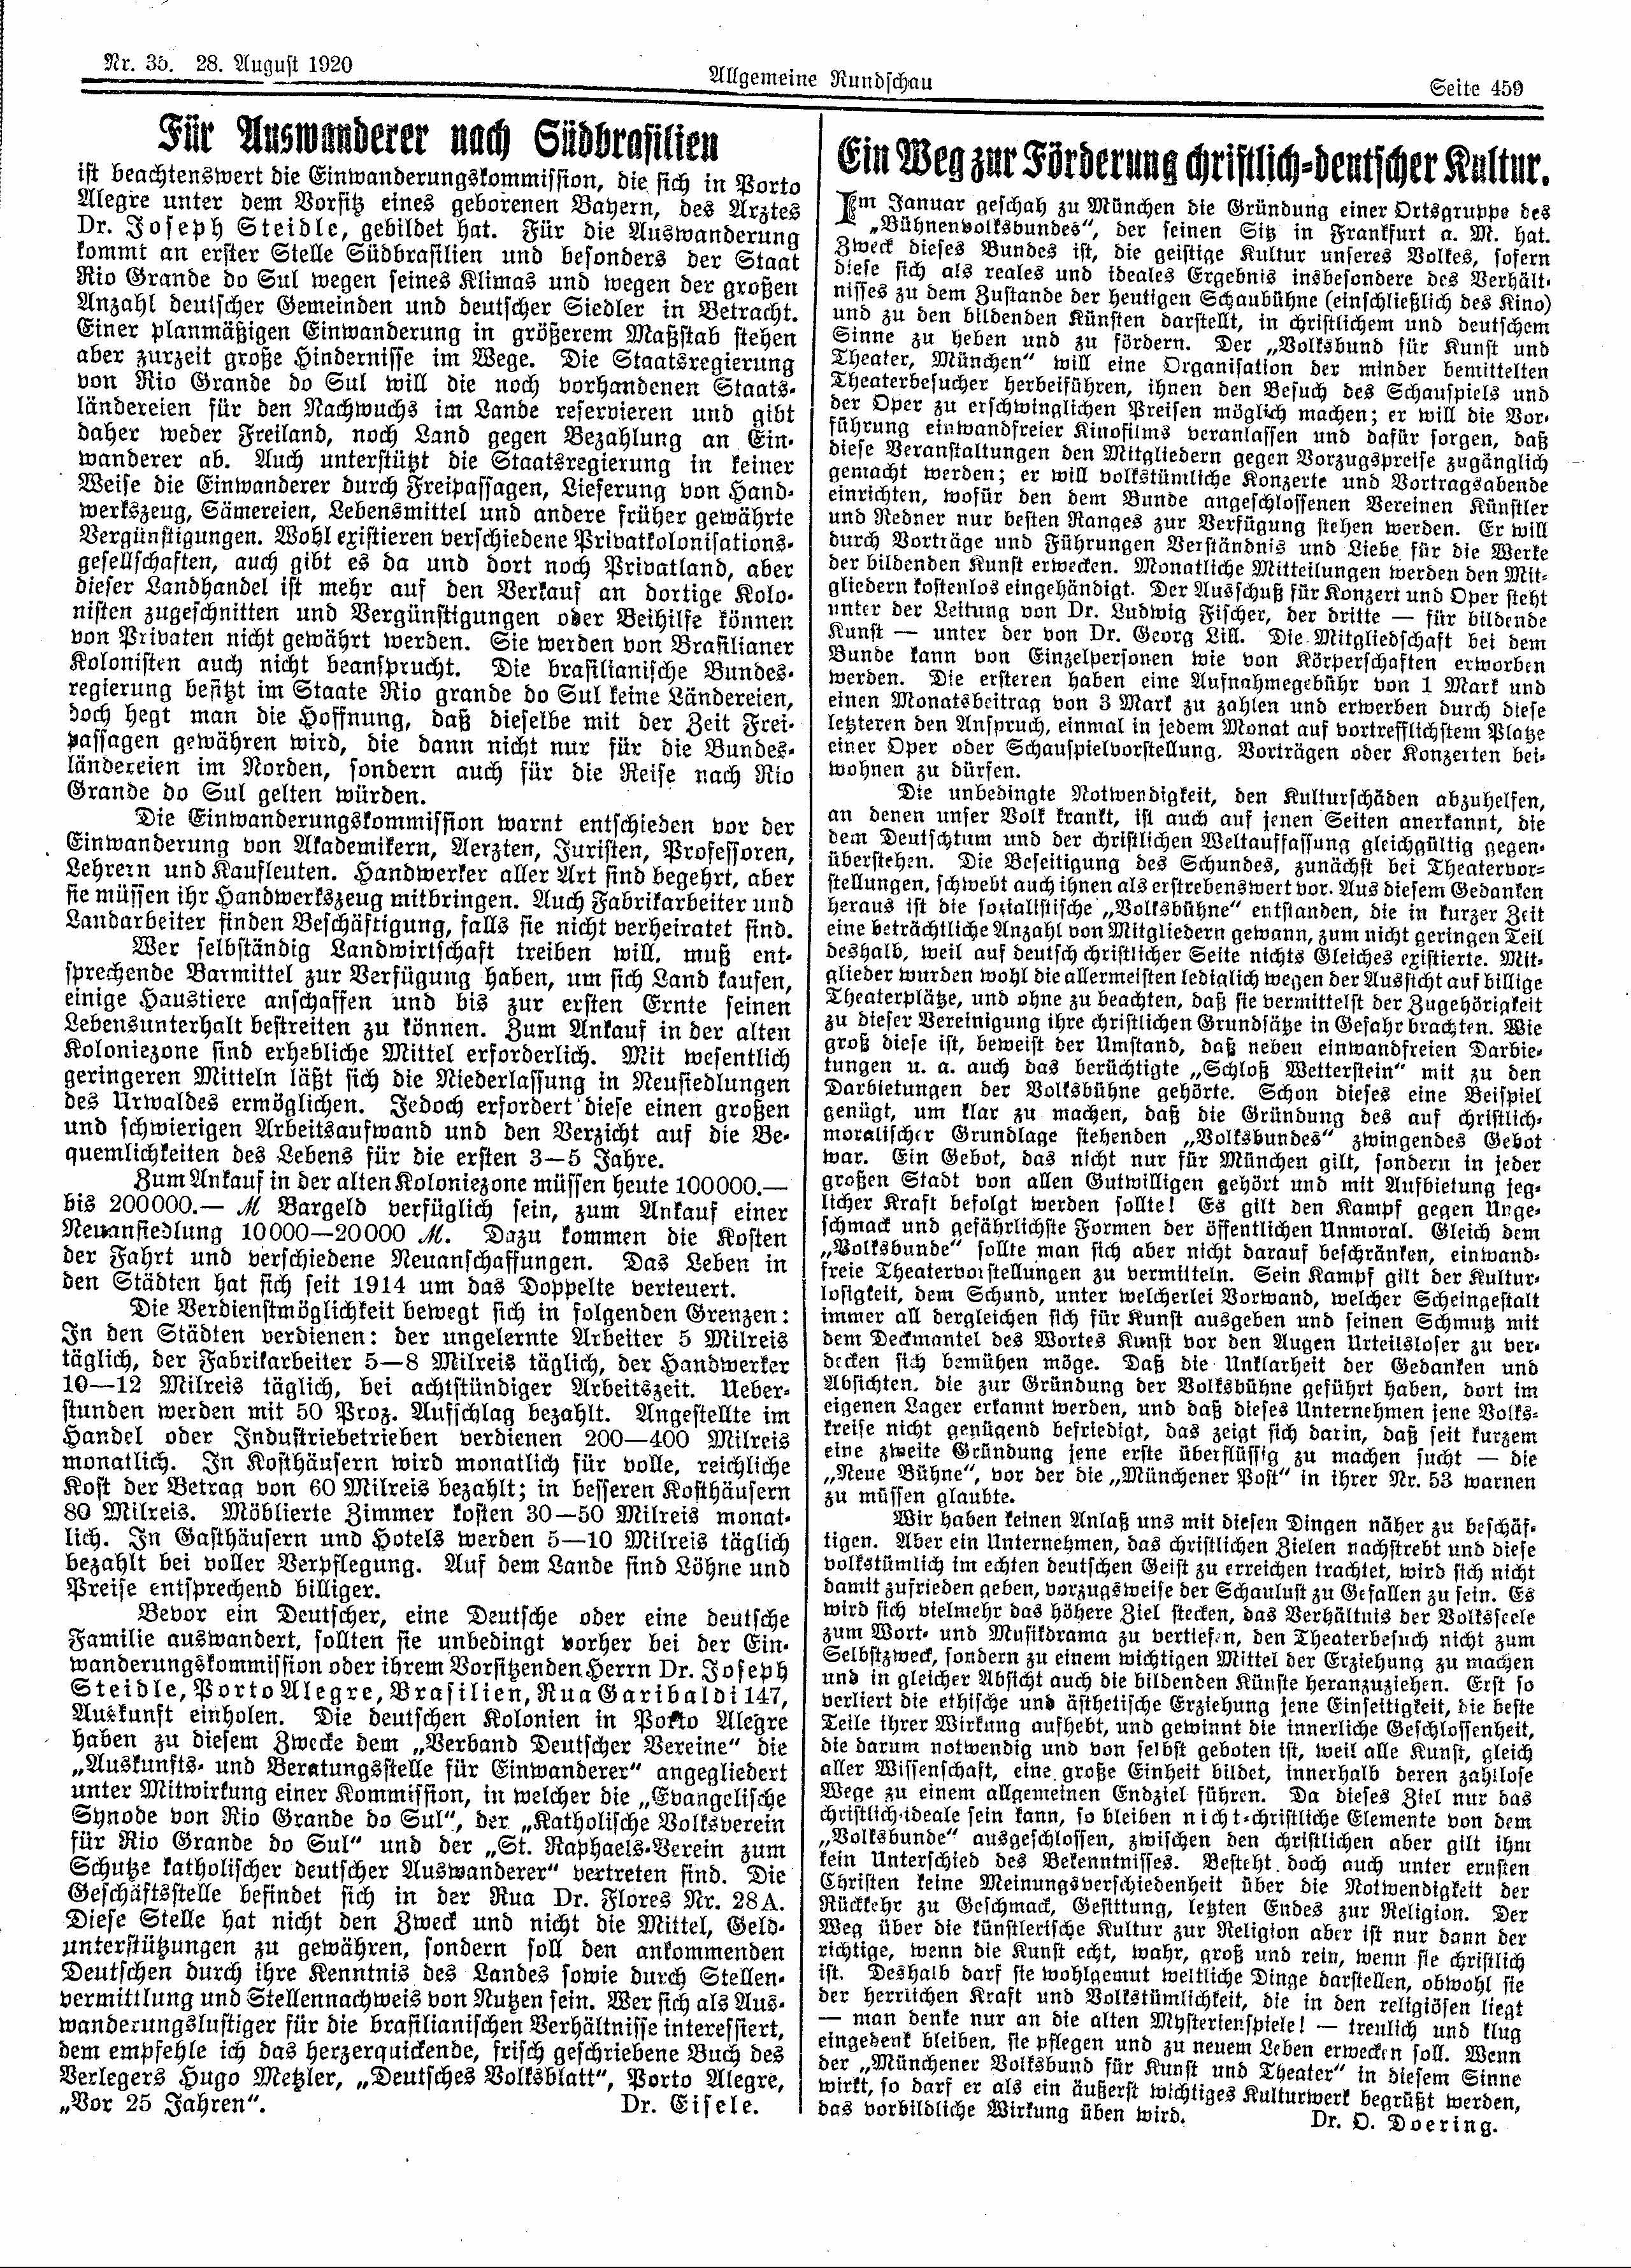 Nr. 35. 28. August 1920
Allgemeine Rundschau
Seite 459
Für Auswanderer nach Südbrasilien
ist beachtenswert die Einwanderungskommission, die sich in Porto
Alegre unter dem Vorsitz eines geborenen Bayern, des Arztes
Dr. Joseph Steidle, gebildet hat. Für die Auswanderung
kommt an erster Stelle Südbrasilien und besonders der Staat
Rio Grande do Sul wegen seines Klimas und wegen der großen
Anzahl deutscher Gemeinden und deutscher Siedler in Betracht.
Einer planmäßigen Einwanderung in größerem Maßstab stehen
aber zurzeit große Hindernisse im Wege. Die Staatsregierung
von Rio Grande do Sul will die noch vorhandenen Staats-
ländereien für den Nachwuchs im Lande reservieren und gibt
daher weder Freiland, noch Land gegen Bezahlung an Ein-
wanderer ab. Auch unterstützt die Staatsregierung in keiner
Weise die Einwanderer durch Freipassagen, Lieferung von Hand-
werkszeug, Sämereien, Lebensmittel und andere früher gewährte
Vergünstigungen. Wohl existieren verschiedene Privatkolonisations-
gesellschaften, auch gibt es da und dort noch Privatland, aber
dieser Landhandel ist mehr auf den Verkauf an dortige Kolo-
nisten zugeschnitten und Vergünstigungen oder Beihilfe können
von Privaten nicht gewährt werden. Sie werden von Brasilianer
Kolonisten auch nicht beansprucht. Die brasilianische Bundes-
regierung besitzt im Staate Rio grande do Sul keine Ländereien,
doch hegt man die Hoffnung, daß dieselbe mit der Zeit Frei-
passagen gewähren wird, die dann nicht nur für die Bundes-
ländereien im Norden, sondern auch für die Reise nach Rio
Grande do Sul gelten würden.
Die Einwanderungskommission warnt entschieden vor der
Einwanderung von Akademikern, Aerzten, Juristen, Professoren,
Lehrern und Kaufleuten. Handwerker aller Art sind begehrt, aber
sie müssen ihr Handwerkszeug mitbringen. Auch Fabrikarbeiter und
Landarbeiter finden Beschäftigung, falls sie nicht verheiratet sind.
Wer selbständig Landwirtschaft treiben will, muß ent-
sprechende Barmittel zur Verfügung haben, um sich Land kaufen,
einige Haustiere anschaffen und bis zur ersten Ernte seinen
Lebensunterhalt bestreiten zu können. Zum Ankauf in der alten
Koloniezone sind erhebliche Mittel erforderlich. Mit wesentlich
geringeren Mitteln läßt sich die Niederlassung in Neusiedlungen
des Urwaldes ermöglichen. Jedoch erfordert diese einen großen
und schwierigen Arbeitsaufwand und den Verzicht auf die Be-
quemlichkeiten des Lebens für die ersten 3—5 Jahre.
Zum Ankauf in der alten Koloniezone müssen heute 100000.—
bis 200000.— M Bargeld verfüglich sein, zum Ankauf einer
Neuansiedlung 10000—20000 M. Dazu kommen die Kosten
der Fahrt und verschiedene Neuanschaffungen. Das Leben in
den Städten hat sich seit 1914 um das Doppelte verteuert.
Die Verdienstmöglichkeit bewegt sich in folgenden Grenzen:
In den Städten verdienen: der ungelernte Arbeiter 5 Milreis
täglich, der Fabrikarbeiter 5—8 Milreis täglich, der Handwerker
10—12 Milreis täglich, bei achtstündiger Arbeitszeit. Ueber-
stunden werden mit 50 Proz. Aufschlag bezahlt. Angestellte im
Handel oder Industriebetrieben verdienen 200—400 Milreis
monatlich. In Kosthäusern wird monatlich für volle, reichliche
Kost der Betrag von 60 Milreis bezahlt; in besseren Kosthäusern
80 Milreis. Möblierte Zimmer kosten 30—50 Milreis monat-
lich. In Gasthäusern und Hotels werden 5—10 Milreis täglich
bezahlt bei voller Verpflegung. Auf dem Lande sind Löhne und
Preise entsprechend billiger.
Bevor ein Deutscher, eine Deutsche oder eine deutsche
Familie auswandert, sollten sie unbedingt vorher bei der Ein-
wanderungskommission oder ihrem Vorsitzenden Herrn Dr. Joseph
Steidle, Porto Alegre, Brasilien, Rua Garibaldi 147,
Auskunft einholen. Die deutschen Kolonien in Porto Alegre
haben zu diesem Zwecke dem „Verband Deutscher Vereine“ die
„Auskunfts- und Beratungsstelle für Einwanderer“ angegliedert
unter Mitwirkung einer Kommission, in welcher die „Evangelische
Synode von Rio Grande do Sul“, der „Katholische Volksverein
für Rio Grande do Sul“ und der „St. Raphaels-Verein zum
Schutze katholischer deutscher Auswanderer“ vertreten sind. Die
Geschäftsstelle befindet sich in der Rua Dr. Flores Nr. 28A.
Diese Stelle hat nicht den Zweck und nicht die Mittel, Geld-
unterstützungen zu gewähren, sondern soll den ankommenden
Deutschen durch ihre Kenntnis des Landes sowie durch Stellen-
vermittlung und Stellennachweis von Nutzen sein. Wer sich als Aus-
wanderungslustiger für die brasilianischen Verhältnisse interessiert,
dem empfehle ich das herzerquickende, frisch geschriebene Buch des
Verlegers Hugo Metzler, „Deutsches Volksblatt“, Porto Alegre,
„Vor 25 Jahren“. Dr. Eisele.
Ein Weg zur Förderung christlich-deutscher Kultur.
Im Januar geschah zu München die Gründung einer Ortsgruppe des
„Bühnenvolksbundes“, der seinen Sitz in Frankfurt a. M. hat.
Zweck dieses Bundes ist, die geistige Kultur unseres Volkes, sofern
diese sich als reales und ideales Ergebnis insbesondere des Verhält-
nisses zu dem Zustande der heutigen Schaubühne (einschließlich des Kino)
und zu den bildenden Künsten darstellt, in christlichem und deutschem
Sinne zu heben und zu fördern. Der „Volksbund für Kunst und
Theater, München“ will eine Organisation der minder bemittelten
Theaterbesucher herbeiführen, ihnen den Besuch des Schauspiels und
der Oper zu erschwinglichen Preisen möglich machen; er will die Vor-
führung einwandfreier Kinofilms veranlassen und dafür sorgen, daß
diese Veranstaltungen den Mitgliedern gegen Vorzugspreise zugänglich
gemacht werden; er will volkstümliche Konzerte und Vortragsabende
einrichten, wofür den dem Bunde angeschlossenen Vereinen Künstler
und Redner nur besten Ranges zur Verfügung stehen werden. Er will
durch Vorträge und Führungen Verständnis und Liebe für die Werke
der bildenden Kunst erwecken. Monatliche Mitteilungen werden den Mit-
gliedern kostenlos eingehändigt. Der Ausschuß für Konzert und Oper steht
unter der Leitung von Dr. Ludwig Fischer, der dritte — für bildende
Kunst — unter der von Dr. Georg Lill. Die Mitgliedschaft bei dem
Bunde kann von Einzelpersonen wie von Körperschaften erworben
werden. Die ersteren haben eine Aufnahmegebühr von 1 Mark und
einen Monatsbeitrag von 3 Mark zu zahlen und erwerben durch diese
letzteren den Anspruch, einmal in jedem Monat auf vortrefflichstem Platze
einer Oper oder Schauspielvorstellung, Vorträgen oder Konzerten bei-
wohnen zu dürfen.
Die unbedingte Notwendigkeit, den Kulturschäden abzuhelfen,
an denen unser Volk krankt, ist auch auf jenen Seiten anerkannt, die
dem Deutschtum und der christlichen Weltauffassung gleichgültig gegen-
überstehen. Die Beseitigung des Schundes, zunächst bei Theatervor-
stellungen, schwebt auch ihnen als erstrebenswert vor. Aus diesem Gedanken
heraus ist die sozialistische „Volksbühne“ entstanden, die in kurzer Zeit
eine beträchtliche Anzahl von Mitgliedern gewann, zum nicht geringen Teil
deshalb, weil auf deutsch christlicher Seite nichts Gleiches existierte. Mit-
glieder wurden wohl die allermeisten lediglich wegen der Aussicht auf billige
Theaterplätze, und ohne zu beachten, daß sie vermittelst der Zugehörigkeit
zu dieser Vereinigung ihre christlichen Grundsätze in Gefahr brachten. Wie
groß diese ist, beweist der Umstand, daß neben einwandfreien Darbie-
tungen u. a. auch das berüchtigte „Schloß Wetterstein“ mit zu den
Darbietungen der Volksbühne gehörte. Schon dieses eine Beispiel
genügt, um klar zu machen, daß die Gründung des auf christlich-
moralischer Grundlage stehenden „Volksbundes“ zwingendes Gebot
war. Ein Gebot, das nicht nur für München gilt, sondern in jeder
großen Stadt von allen Gutwilligen gehört und mit Aufbietung jeg-
licher Kraft befolgt werden sollte! Es gilt den Kampf gegen Unge-
schmack und gefährlichste Formen der öffentlichen Unmoral. Gleich dem
„Volksbunde“ sollte man sich aber nicht darauf beschränken, einwand-
freie Theatervorstellungen zu vermitteln. Sein Kampf gilt der Kultur-
losigkeit, dem Schund, unter welcherlei Vorwand, welcher Scheingestalt
immer all dergleichen sich für Kunst ausgeben und seinen Schmutz mit
dem Deckmantel des Wortes Kunst vor den Augen Urteilsloser zu ver-
decken sich bemühen möge. Daß die Unklarheit der Gedanken und
Absichten, die zur Gründung der Volksbühne geführt haben, dort im
eigenen Lager erkannt werden, und daß dieses Unternehmen jene Volks-
kreise nicht genügend befriedigt, das zeigt sich darin, daß seit kurzem
eine zweite Gründung jene erste überflüssig zu machen sucht — die
„Neue Bühne“, vor der die „Münchener Post“ in ihrer Nr. 53 warnen
zu müssen glaubte.
Wir haben keinen Anlaß uns mit diesen Dingen näher zu beschäf-
tigen. Aber ein Unternehmen, das christlichen Zielen nachstrebt und diese
volkstümlich im echten deutschen Geist zu erreichen trachtet, wird sich nicht
damit zufrieden geben, vorzugsweise der Schaulust zu Gefallen zu sein. Es
wird sich vielmehr das höhere Ziel stecken, das Verhältnis der Volksseele
zum Wort- und Musikdrama zu vertiefen, den Theaterbesuch nicht zum
Selbstzweck, sondern zu einem wichtigen Mittel der Erziehung zu machen
und in gleicher Absicht auch die bildenden Künste heranzuziehen. Erst so
verliert die ethische und ästhetische Erziehung jene Einseitigkeit, die beste
Teile ihrer Wirkung aufhebt, und gewinnt die innerliche Geschlossenheit,
die darum notwendig und von selbst geboten ist, weil alle Kunst, gleich
aller Wissenschaft, eine große Einheit bildet, innerhalb deren zahllose
Wege zu einem allgemeinen Endziel führen. Da dieses Ziel nur das
christlich-ideale sein kann, so bleiben nicht-christliche Elemente von dem
„Volksbunde“ ausgeschlossen, zwischen den christlichen aber gilt ihm
kein Unterschied des Bekenntnisses. Besteht doch auch unter ernsten
Christen keine Meinungsverschiedenheit über die Notwendigkeit der
Rückkehr zu Geschmack, Gesittung, letzten Endes zur Religion. Der
Weg über die künstlerische Kultur zur Religion aber ist nur dann der
richtige, wenn die Kunst echt, wahr, groß und rein, wenn sie christlich
ist. Deshalb darf sie wohlgemut weltliche Dinge darstellen, obwohl sie
der herrlichen Kraft und Volkstümlichkeit, die in den religiösen liegt
— man denke nur an die alten Mysterienspiele! — treulich und klug
eingedenk bleiben, sie pflegen und zu neuem Leben erwecken soll. Wenn
der „Münchener Volksbund für Kunst und Theater“ in diesem Sinne
wirkt, so darf er als ein äußerst wichtiges Kulturwerk begrüßt werden,
das vorbildliche Wirkung üben wird. Dr. O. Doering.